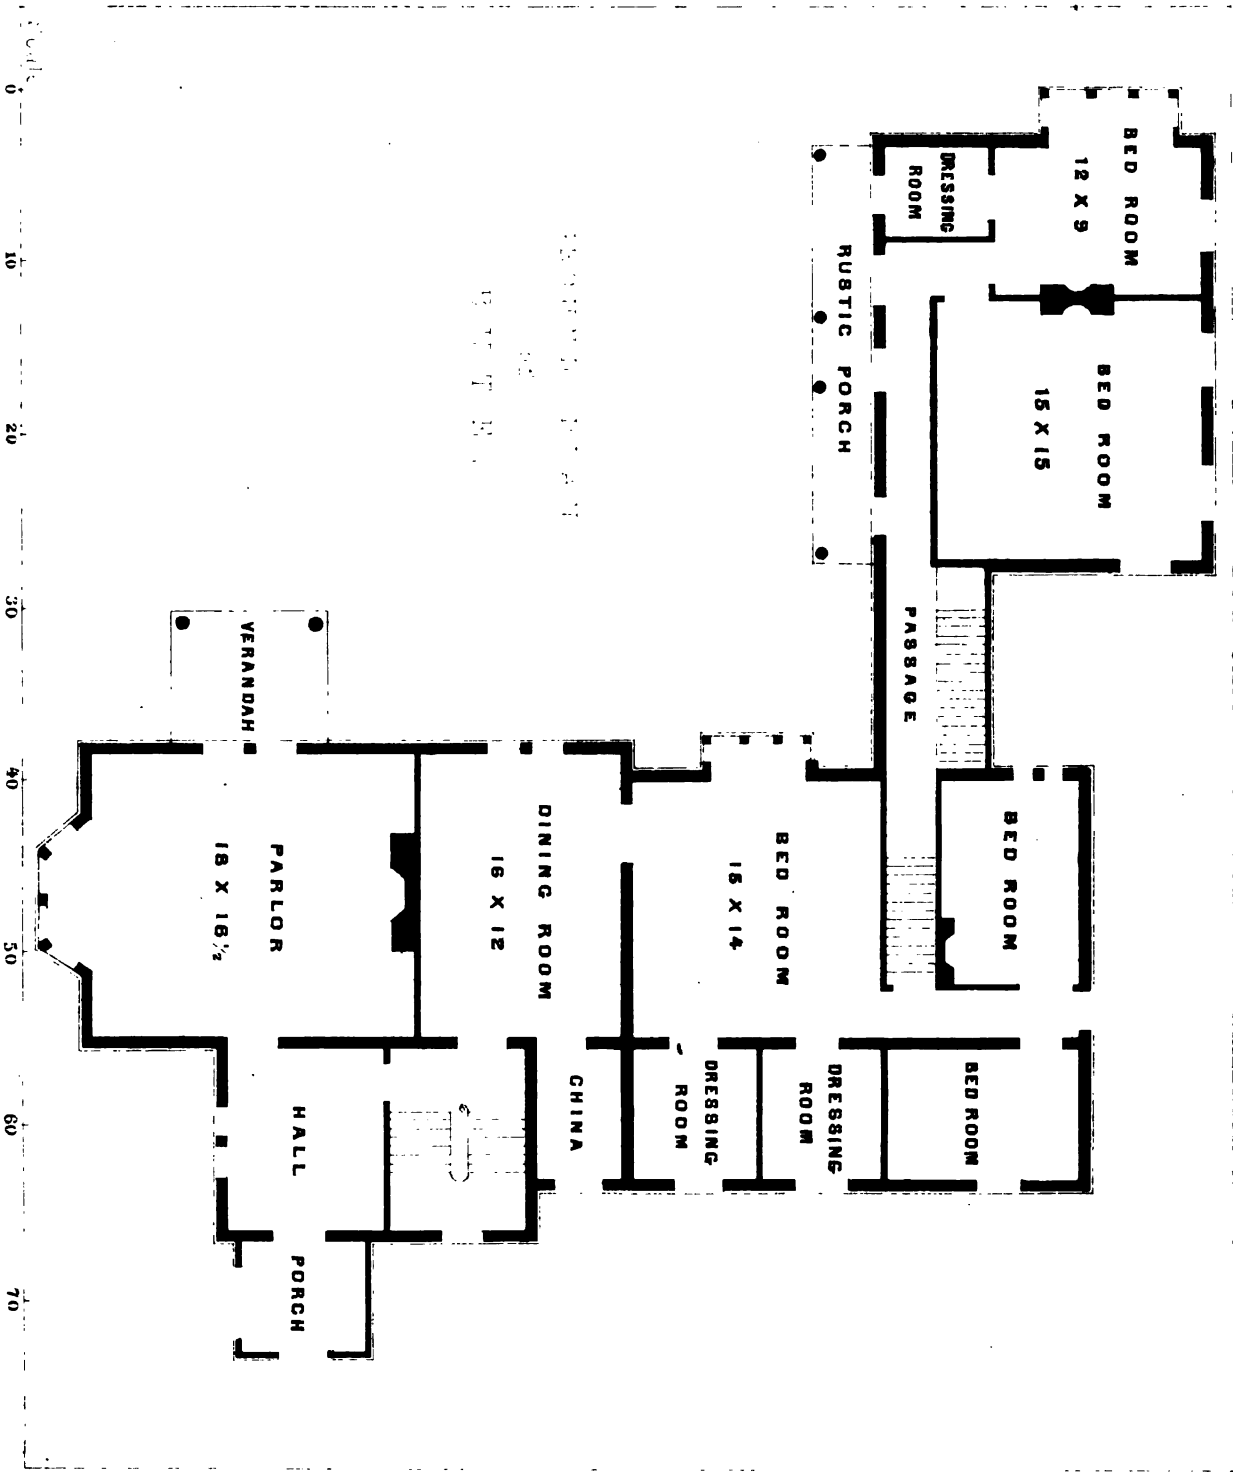 BED ROOM
12 X 9
DRESSING
ROOM
RUSTIC PORCH
BED ROOM
15 X 15
PASSAGE
VERANDAH
BED ROOM
BED ROOM
15 X 14
DINING ROOM
16 X 12
PARLOR
18 X 16½
BED ROOM
DRESSING
ROOM
DRESSING
ROOM
CHINA
HALL
PORCH
0 10 20 30 40 50 60 70